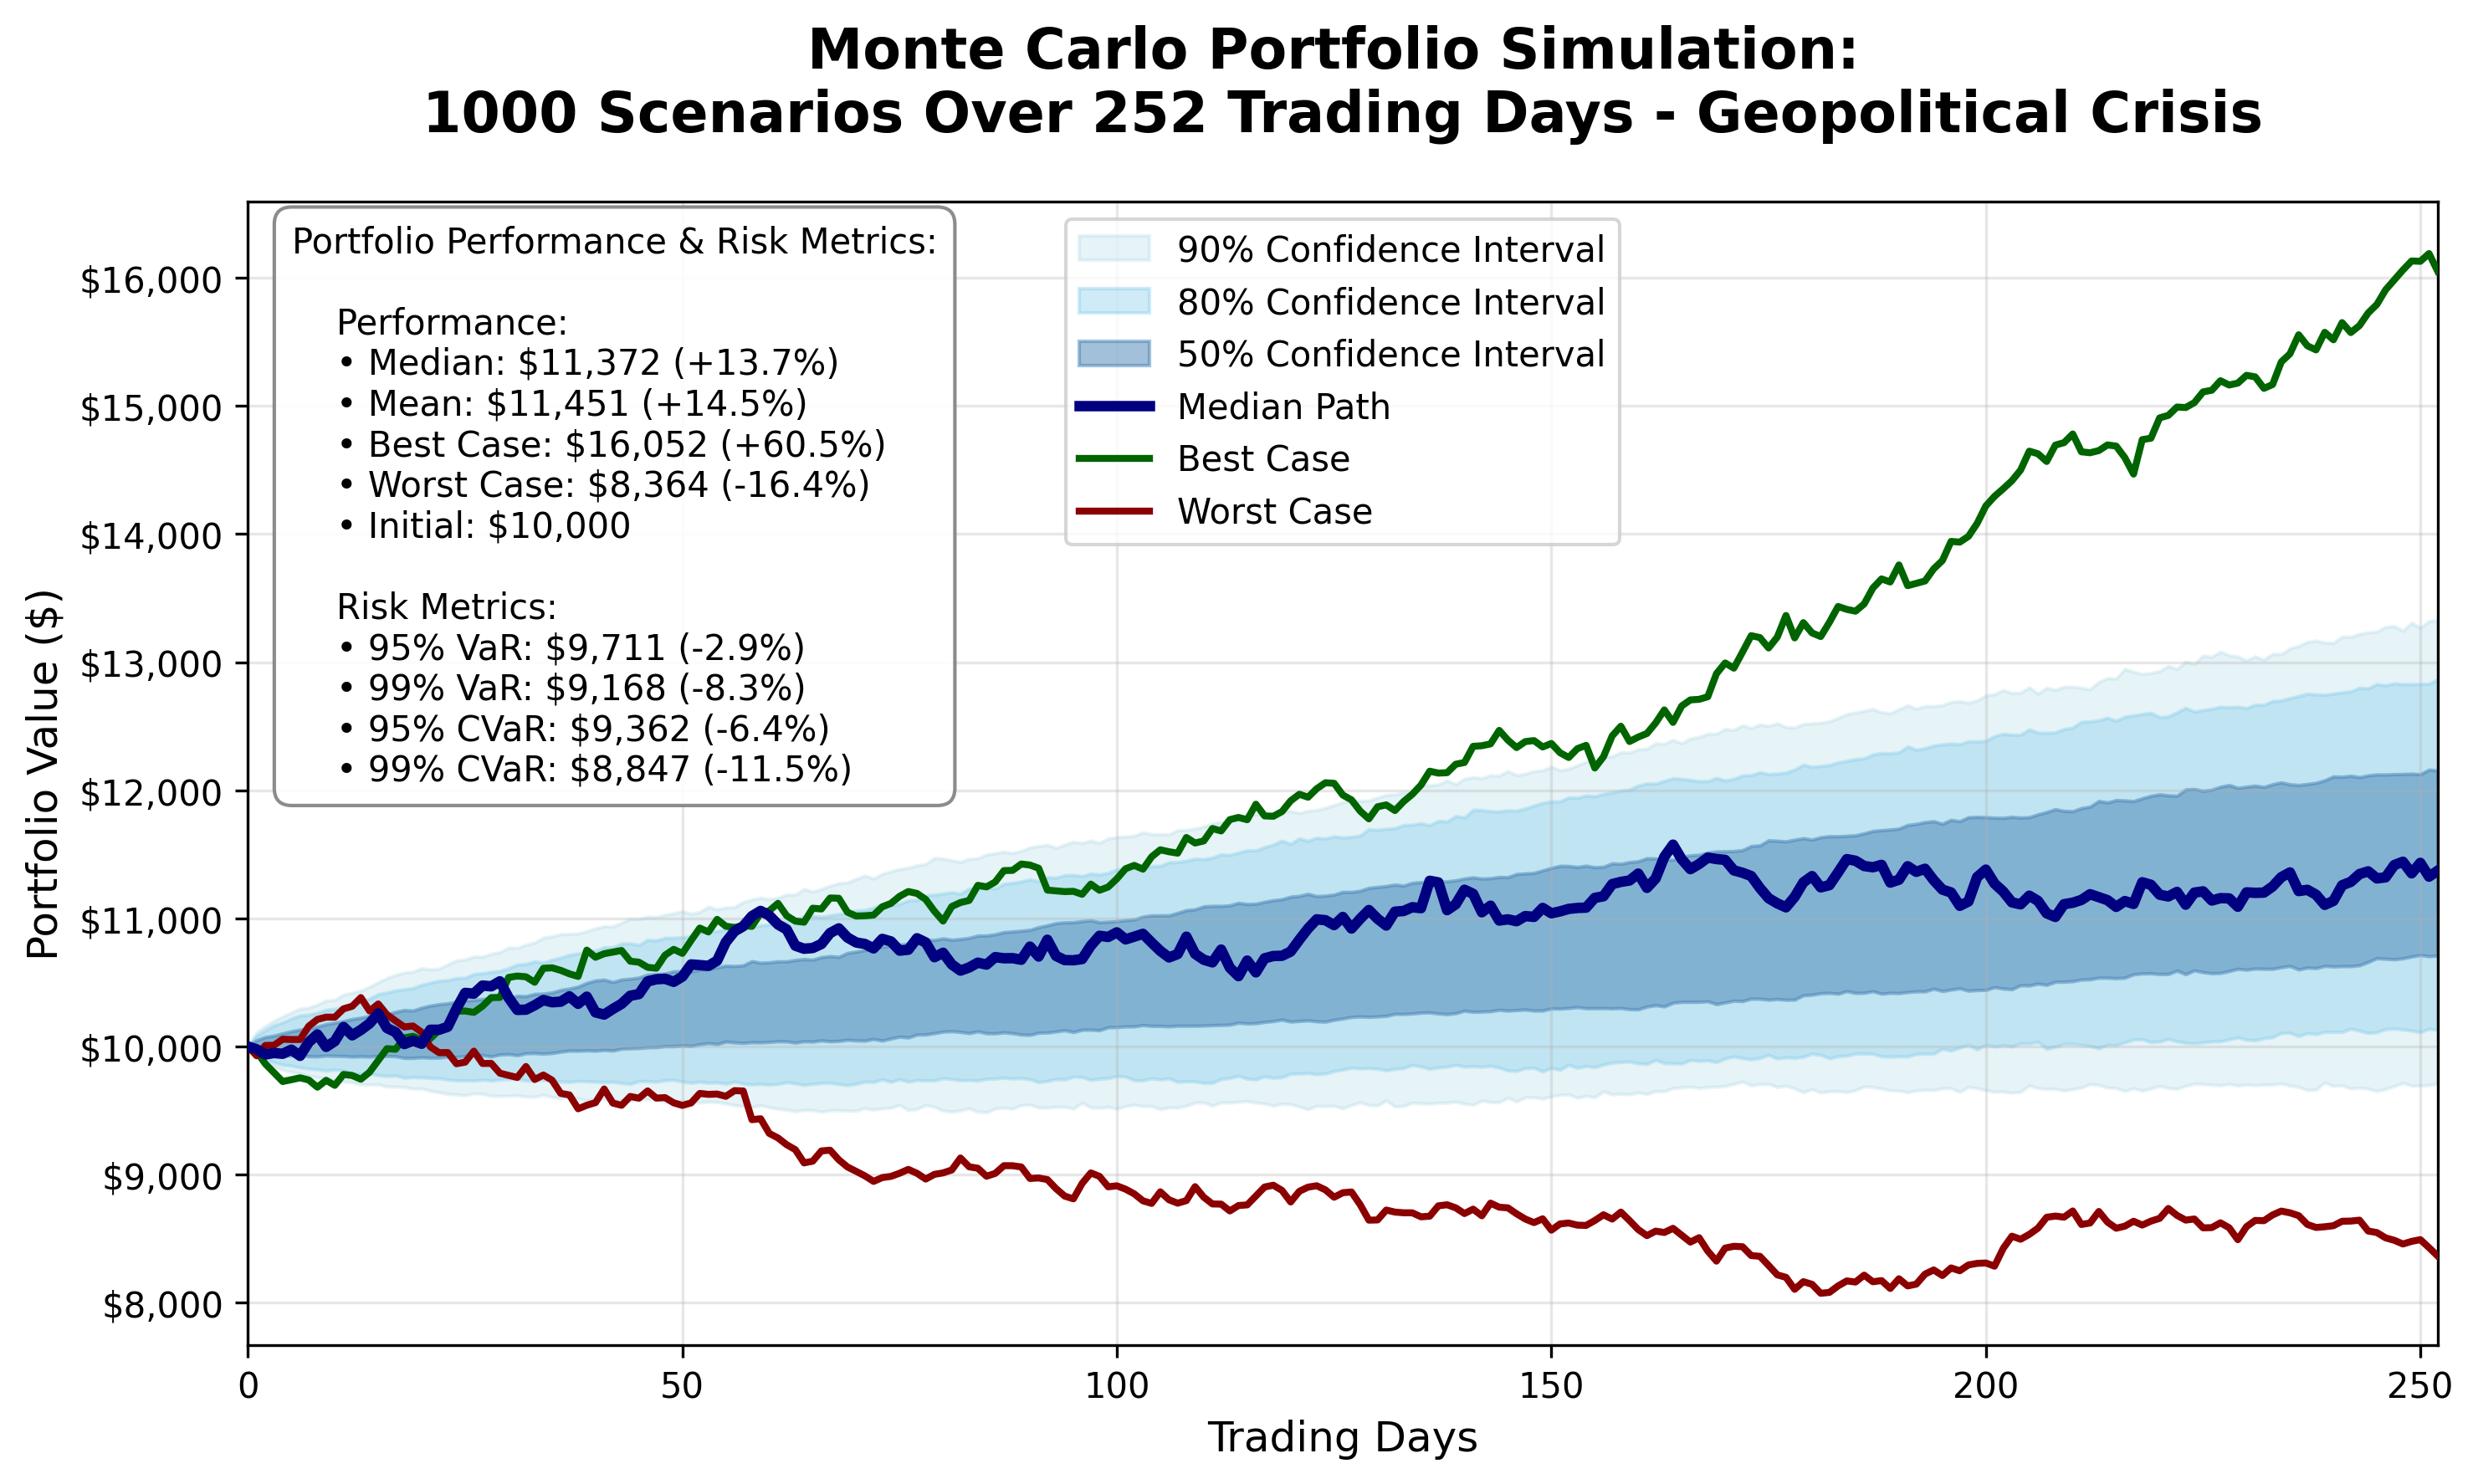 Monte Carlo Portfolio Simulation:
1000 Scenarios Over 252 Trading Days - Geopolitical Crisis
Portfolio Performance & Risk Metrics:
Performance:
• Median: $11,372 (+13.7%)
• Mean: $11,451 (+14.5%)
• Best Case: $16,052 (+60.5%)
• Worst Case: $8,364 (-16.4%)
• Initial: $10,000
Risk Metrics:
• 95% VaR: $9,711 (-2.9%)
• 99% VaR: $9,168 (-8.3%)
• 95% CVaR: $9,362 (-6.4%)
• 99% CVaR: $8,847 (-11.5%)
90% Confidence Interval
80% Confidence Interval
50% Confidence Interval
Median Path
Best Case
Worst Case
Portfolio Value ($)
$16,000
$15,000
$14,000
$13,000
$12,000
$11,000
$10,000
$9,000
$8,000
0 50 100 150 200 250
Trading Days